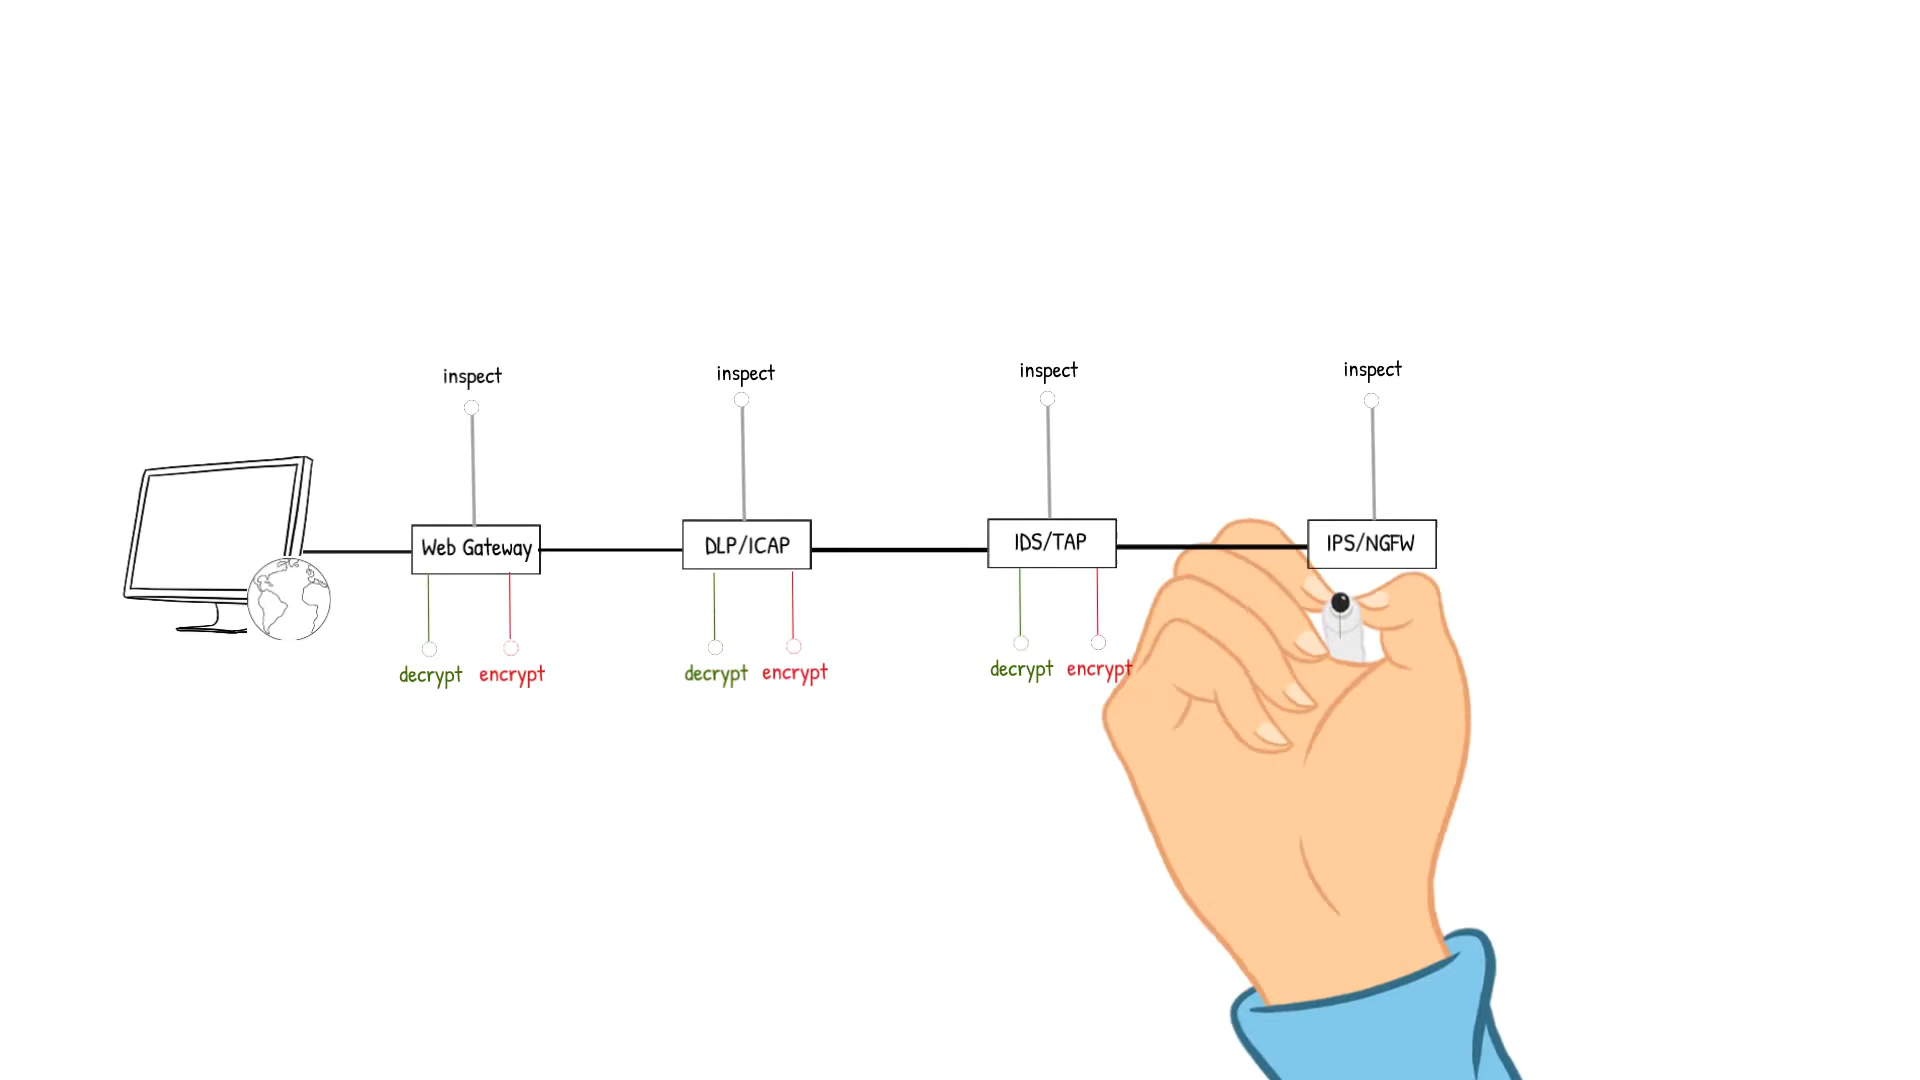 inspect
inspect
inspect
inspect
Web Gateway
DLP/ICAP
IDS/TAP
IPS/NGFW
decrypt
encrypt
decrypt
encrypt
decrypt
encrypt